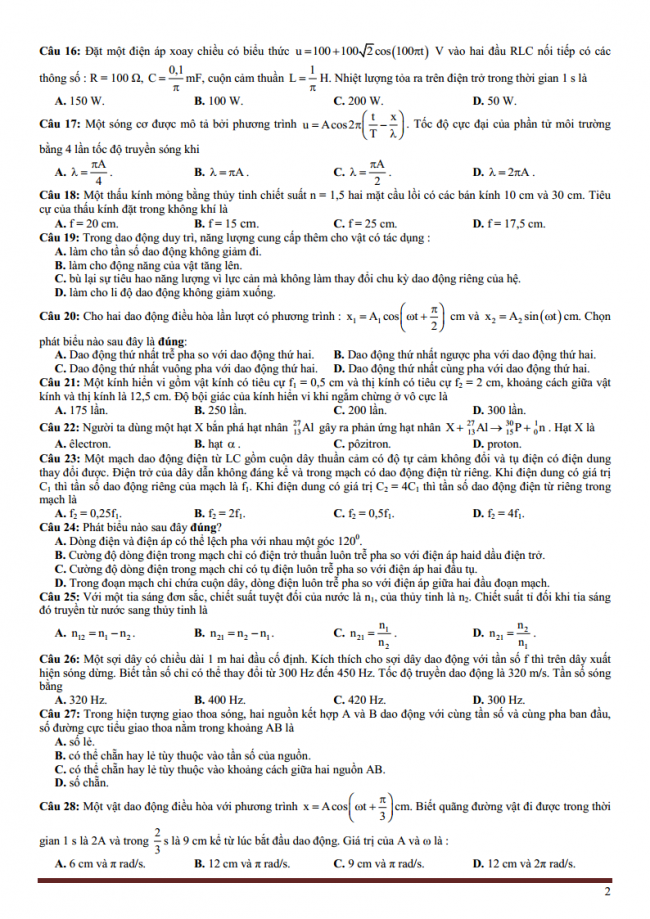 Câu 16: Đặt một điện áp xoay chiều có biểu thức u = 100 + 100√2 cos(100πt) V vào hai đầu RLC nối tiếp có các
thông số : R = 100 Ω, C = 0,1/π mF, cuộn cảm thuần L = 1/π H. Nhiệt lượng tỏa ra trên điện trở trong thời gian 1 s là
A. 150 W. B. 100 W. C. 200 W. D. 50 W.
Câu 17: Một sóng cơ được mô tả bởi phương trình u = A cos 2π(t/T − x/λ). Tốc độ cực đại của phần tử môi trường
bằng 4 lần tốc độ truyền sóng khi
A. λ = πA/4 . B. λ = πA . C. λ = πA/2 . D. λ = 2πA .
Câu 18: Một thấu kính mỏng bằng thủy tinh chiết suất n = 1,5 hai mặt cầu lồi có các bán kính 10 cm và 30 cm. Tiêu
cự của thấu kính đặt trong không khí là
A. f = 20 cm. B. f = 15 cm. C. f = 25 cm. D. f = 17,5 cm.
Câu 19: Trong dao động duy trì, năng lượng cung cấp thêm cho vật có tác dụng :
A. làm cho tần số dao động không giảm đi.
B. làm cho động năng của vật tăng lên.
C. bù lại sự tiêu hao năng lượng vì lực cản mà không làm thay đổi chu kỳ dao động riêng của hệ.
D. làm cho li độ dao động không giảm xuống.
Câu 20: Cho hai dao động điều hòa lần lượt có phương trình : x₁ = A₁ cos(ωt + π/2) cm và x₂ = A₂ sin(ωt) cm. Chọn
phát biểu nào sau đây là đúng:
A. Dao động thứ nhất trễ pha so với dao động thứ hai. B. Dao động thứ nhất ngược pha với dao động thứ hai.
C. Dao động thứ nhất vuông pha với dao động thứ hai. D. Dao động thứ nhất cùng pha với dao động thứ hai.
Câu 21: Một kính hiển vi gồm vật kính có tiêu cự f₁ = 0,5 cm và thị kính có tiêu cự f₂ = 2 cm, khoảng cách giữa vật
kính và thị kính là 12,5 cm. Độ bội giác của kính hiển vi khi ngắm chừng ở vô cực là
A. 175 lần. B. 250 lần. C. 200 lần. D. 300 lần.
Câu 22: Người ta dùng một hạt X bắn phá hạt nhân ²⁷₁₃Al gây ra phản ứng hạt nhân X + ²⁷₁₃Al → ³⁰₁₅P + ¹₀n . Hạt X là
A. êlectron. B. hạt α . C. pôzitron. D. proton.
Câu 23: Một mạch dao động điện từ LC gồm cuộn dây thuần cảm có độ tự cảm không đổi và tụ điện có điện dung
thay đổi được. Điện trở của dây dẫn không đáng kể và trong mạch có dao động điện từ riêng. Khi điện dung có giá trị
C₁ thì tần số dao động riêng của mạch là f₁. Khi điện dung có giá trị C₂ = 4C₁ thì tần số dao động điện từ riêng trong
mạch là
A. f₂ = 0,25f₁. B. f₂ = 2f₁. C. f₂ = 0,5f₁. D. f₂ = 4f₁.
Câu 24: Phát biểu nào sau đây đúng?
A. Dòng điện và điện áp có thể lệch pha với nhau một góc 120⁰.
B. Cường độ dòng điện trong mạch chỉ có điện trở thuần luôn trễ pha so với điện áp haid dầu điện trở.
C. Cường độ dòng điện trong mạch chỉ có tụ điện luôn trễ pha so với điện áp hai đầu tụ.
D. Trong đoạn mạch chỉ chứa cuộn dây, dòng điện luôn trễ pha so với điện áp giữa hai đầu đoạn mạch.
Câu 25: Với một tia sáng đơn sắc, chiết suất tuyệt đối của nước là n₁, của thủy tinh là n₂. Chiết suất tỉ đối khi tia sáng
đó truyền từ nước sang thủy tinh là
A. n₁₂ = n₁ − n₂ . B. n₂₁ = n₂ − n₁ . C. n₂₁ = n₁/n₂ . D. n₂₁ = n₂/n₁ .
Câu 26: Một sợi dây có chiều dài 1 m hai đầu cố định. Kích thích cho sợi dây dao động với tần số f thì trên dây xuất
hiện sóng dừng. Biết tần số chỉ có thể thay đổi từ 300 Hz đến 450 Hz. Tốc độ truyền dao động là 320 m/s. Tần số sóng
bằng
A. 320 Hz. B. 400 Hz. C. 420 Hz. D. 300 Hz.
Câu 27: Trong hiện tượng giao thoa sóng, hai nguồn kết hợp A và B dao động với cùng tần số và cùng pha ban đầu,
số đường cực tiểu giao thoa nằm trong khoảng AB là
A. số lẻ.
B. có thể chẵn hay lẻ tùy thuộc vào tần số của nguồn.
C. có thể chẵn hay lẻ tùy thuộc vào khoảng cách giữa hai nguồn AB.
D. số chẵn.
Câu 28: Một vật dao động điều hòa với phương trình x = A cos(ωt + π/3) cm. Biết quãng đường vật đi được trong thời
gian 1 s là 2A và trong 2/3 s là 9 cm kể từ lúc bắt đầu dao động. Giá trị của A và ω là :
A. 6 cm và π rad/s. B. 12 cm và π rad/s. C. 9 cm và π rad/s. D. 12 cm và 2π rad/s.
2